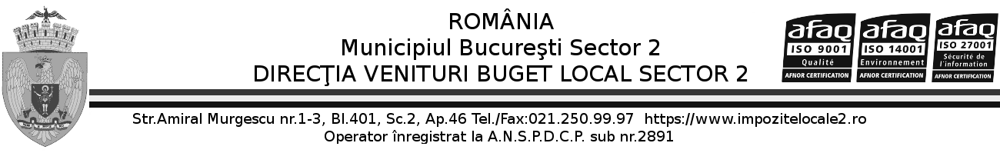 ROMÂNIA
Municipiul Bucureşti Sector 2
DIRECŢIA VENITURI BUGET LOCAL SECTOR 2
afaq afaq afaq
ISO 9001 ISO 14001 ISO 27001
Qualité Environnement Sécurité de l'information
AFNOR CERTIFICATION AFNOR CERTIFICATION AFNOR CERTIFICATION
Str.Amiral Murgescu nr.1-3, Bl.401, Sc.2, Ap.46 Tel./Fax:021.250.99.97 https://www.impozitelocale2.ro
Operator înregistrat la A.N.S.P.D.C.P. sub nr.2891